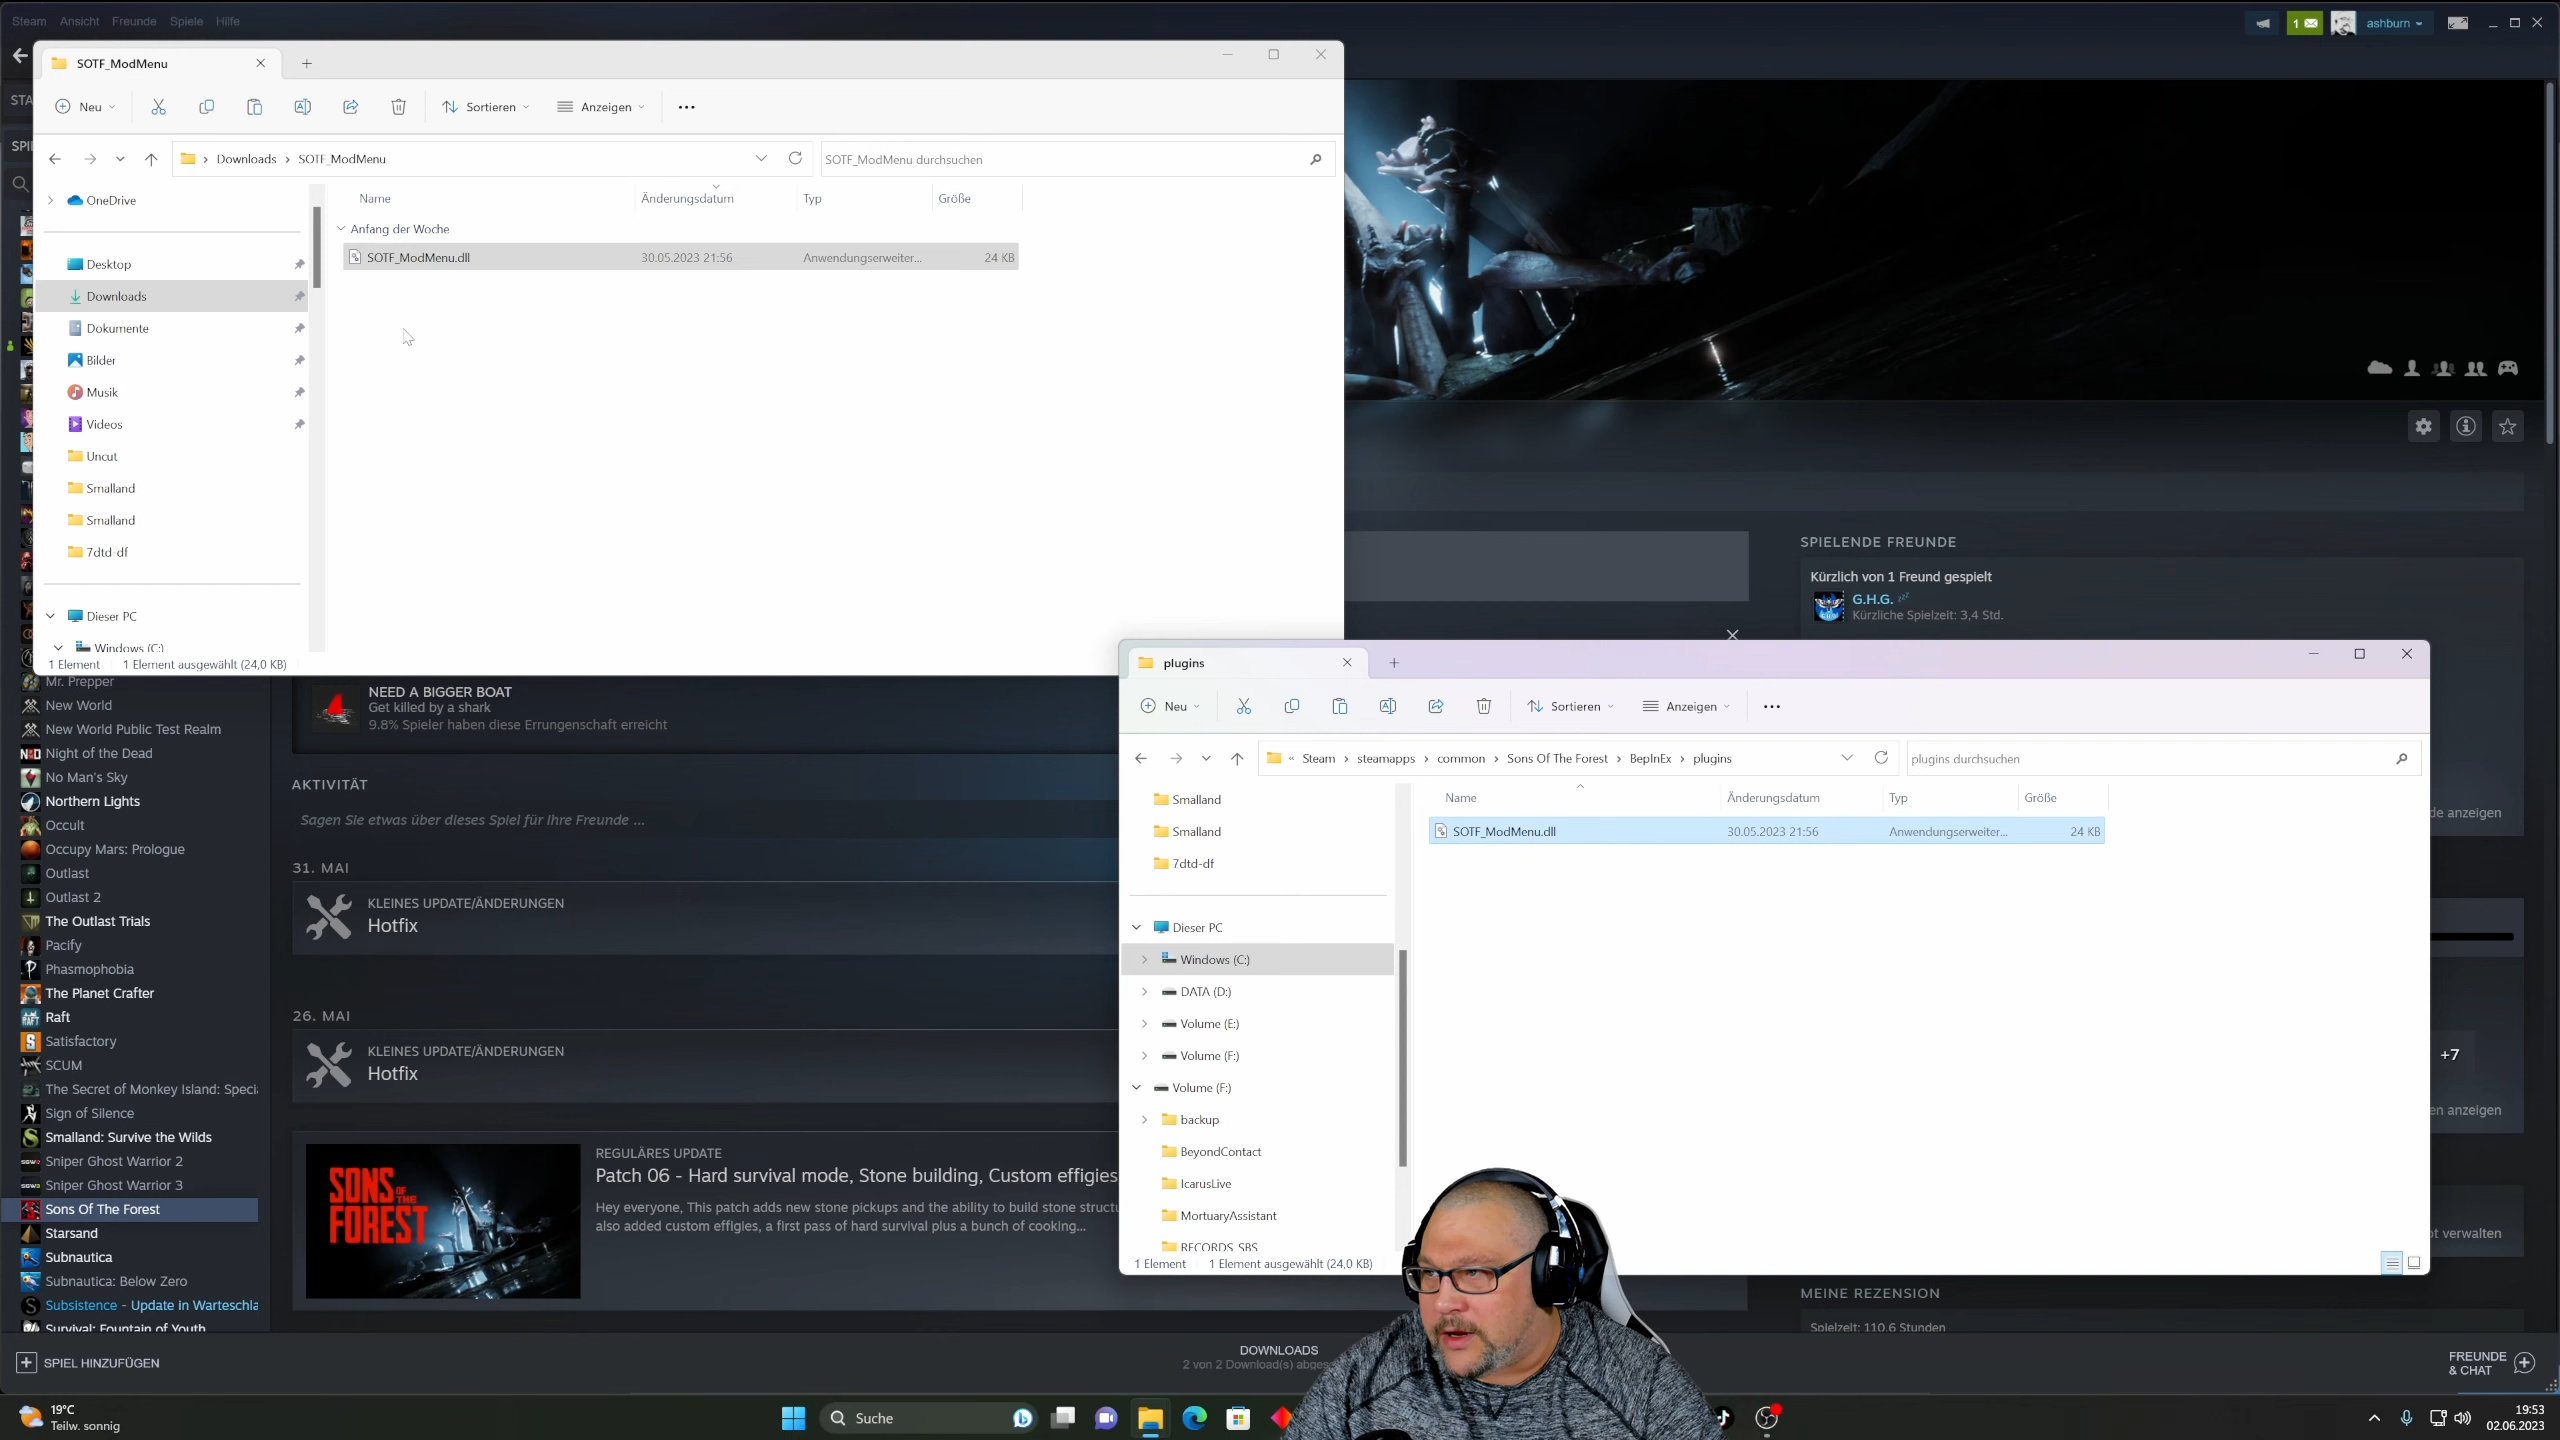 Steam Ansicht Freunde Spiele Hilfe
1
ashburn
SOTF_ModMenu
Neu
Sortieren
Anzeigen
Downloads > SOTF_ModMenu
SOTF_ModMenu durchsuchen
OneDrive
Desktop
Downloads
Dokumente
Bilder
Musik
Videos
Uncut
Smalland
Smalland
7dtd-df
Dieser PC
Windows (C:)
Name Änderungsdatum Typ Größe
Anfang der Woche
SOTF_ModMenu.dll 30.05.2023 21:56 Anwendungserweiter... 24 KB
1 Element 1 Element ausgewählt (24,0 KB)
SPIELENDE FREUNDE
Kürzlich von 1 Freund gespielt
G.H.G. zzz
Kürzliche Spielzeit: 3,4 Std.
Mr. Prepper
New World
New World Public Test Realm
Night of the Dead
No Man's Sky
Northern Lights
Occult
Occupy Mars: Prologue
Outlast
Outlast 2
The Outlast Trials
Pacify
Phasmophobia
The Planet Crafter
Raft
Satisfactory
SCUM
The Secret of Monkey Island: Speci
Sign of Silence
Smalland: Survive the Wilds
Sniper Ghost Warrior 2
Sniper Ghost Warrior 3
Sons Of The Forest
Starsand
Subnautica
Subnautica: Below Zero
Subsistence - Update in Warteschla
Survival: Fountain of Youth
NEED A BIGGER BOAT
Get killed by a shark
9.8% Spieler haben diese Errungenschaft erreicht
AKTIVITÄT
Sagen Sie etwas über dieses Spiel für Ihre Freunde ...
31. MAI
KLEINES UPDATE/ÄNDERUNGEN
Hotfix
26. MAI
KLEINES UPDATE/ÄNDERUNGEN
Hotfix
SONS OF THE FOREST
REGULÄRES UPDATE
Patch 06 - Hard survival mode, Stone building, Custom effigies
Hey everyone, This patch adds new stone pickups and the ability to build stone
also added custom effigies, a first pass of hard survival plus a bunch of cooking...
plugins
Neu
Sortieren
Anzeigen
« Steam > steamapps > common > Sons Of The Forest > BepInEx > plugins
plugins durchsuchen
Smalland
Smalland
7dtd-df
Dieser PC
Windows (C:)
DATA (D:)
Volume (E:)
Volume (F:)
Volume (F:)
backup
BeyondContact
IcarusLive
MortuaryAssistant
RECORDS_SBS
Name Änderungsdatum Typ Größe
SOTF_ModMenu.dll 30.05.2023 21:56 Anwendungserweiter... 24 KB
1 Element 1 Element ausgewählt (24,0 KB)
anzeigen
+7
anzeigen
verwalten
MEINE REZENSION
Spielzeit: 110,6 Stunden
SPIEL HINZUFÜGEN
DOWNLOADS
2 von 2 Download(s)
FREUNDE
& CHAT
19°C
Teilw. sonnig
Suche
19:53
02.06.2023